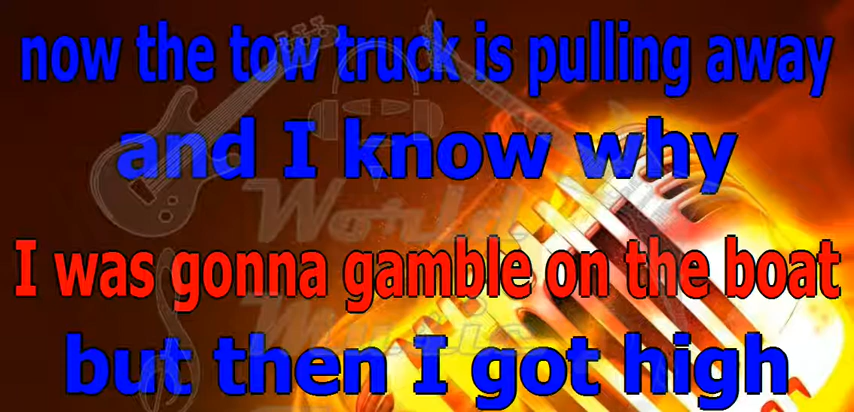 now the tow truck is pulling away
and I know why
I was gonna gamble on the boat
but then I got high